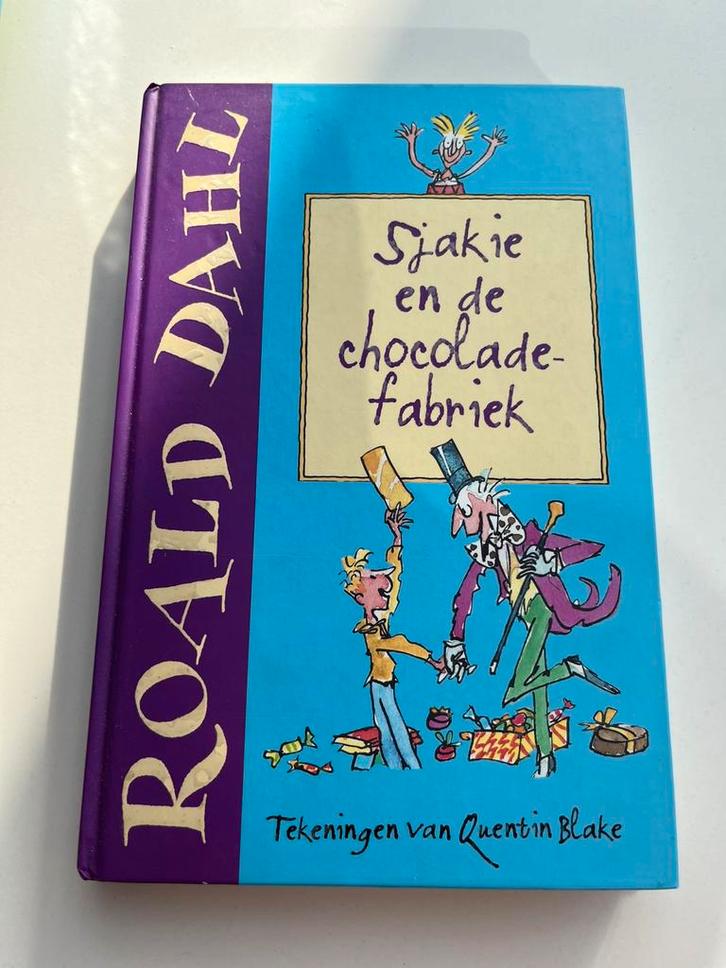 ROALD DAHL
Sjakie
en de
chocolade-
fabriek
Tekeningen van Quentin Blake